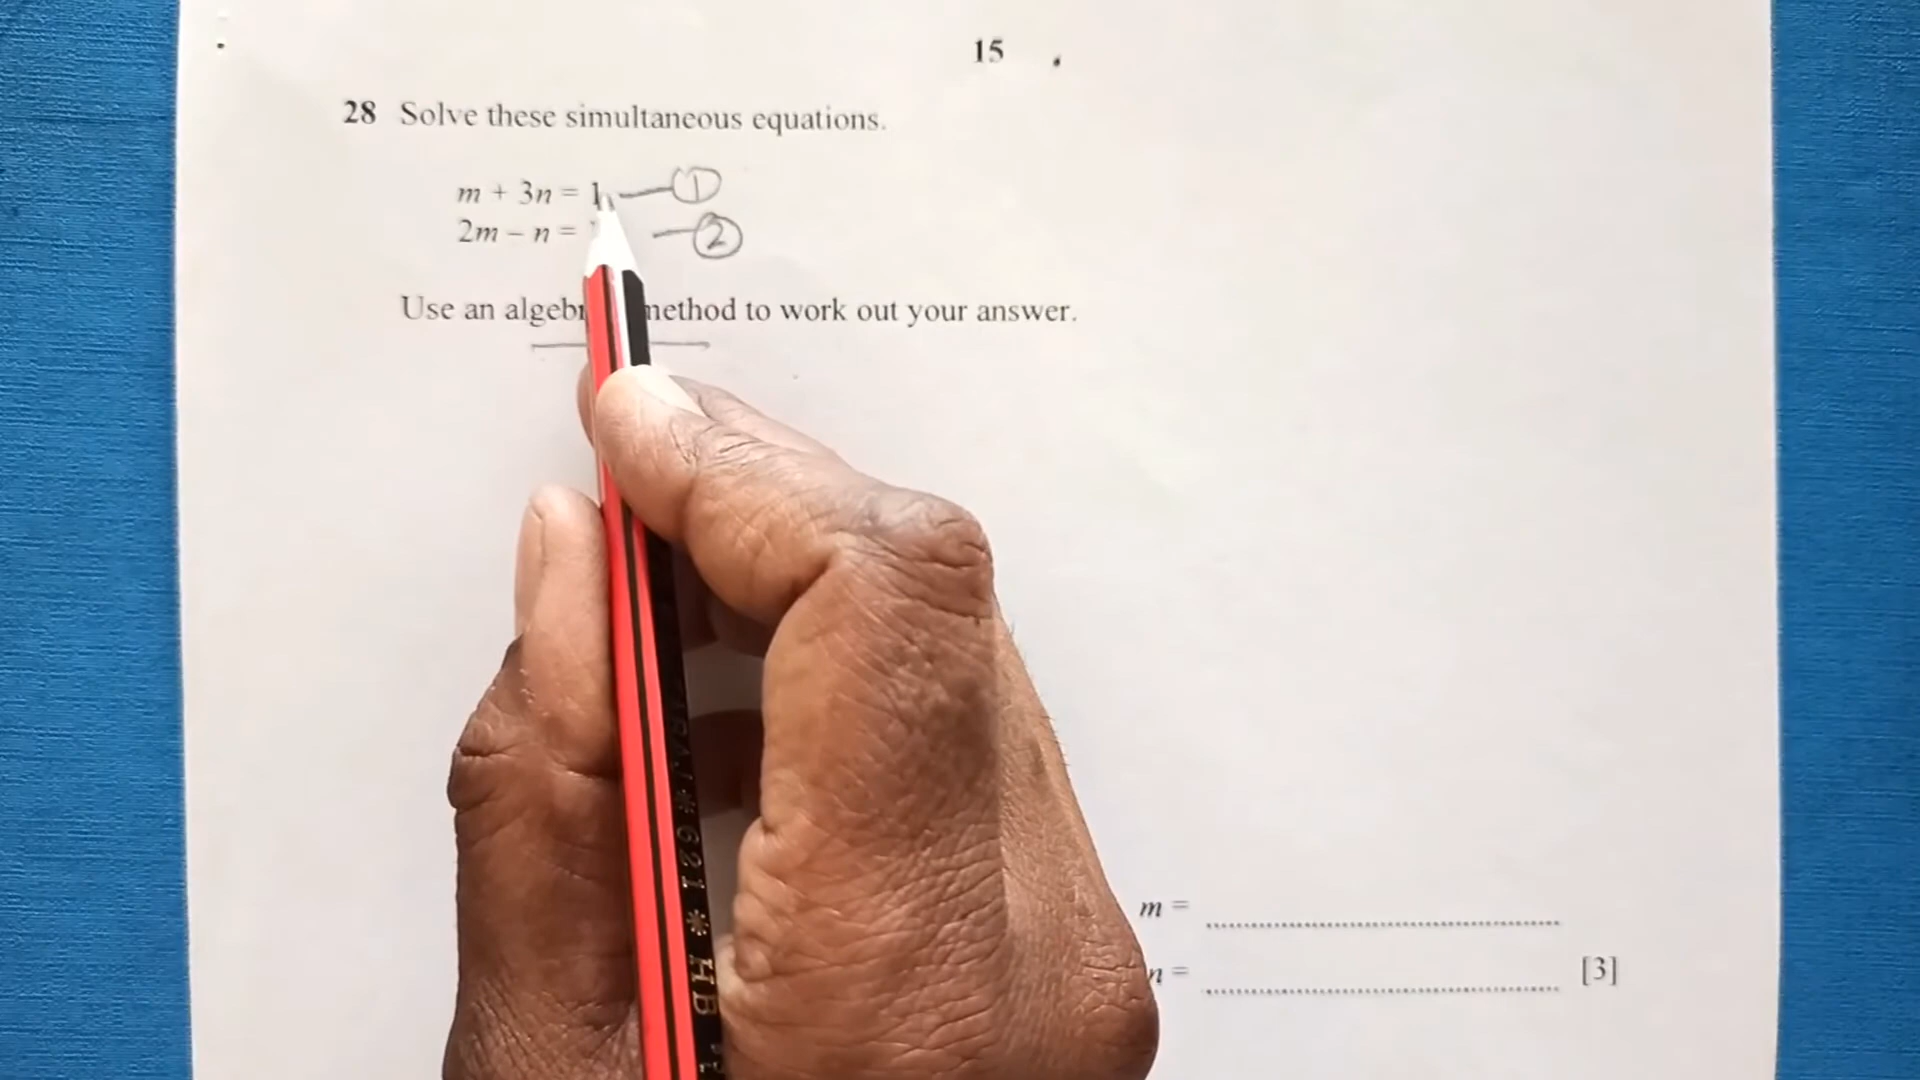 15
28 Solve these simultaneous equations.
m + 3n = 1 ①
2m – n = ②
Use an method to work out your answer.
m =
n = [3]
621 * HB